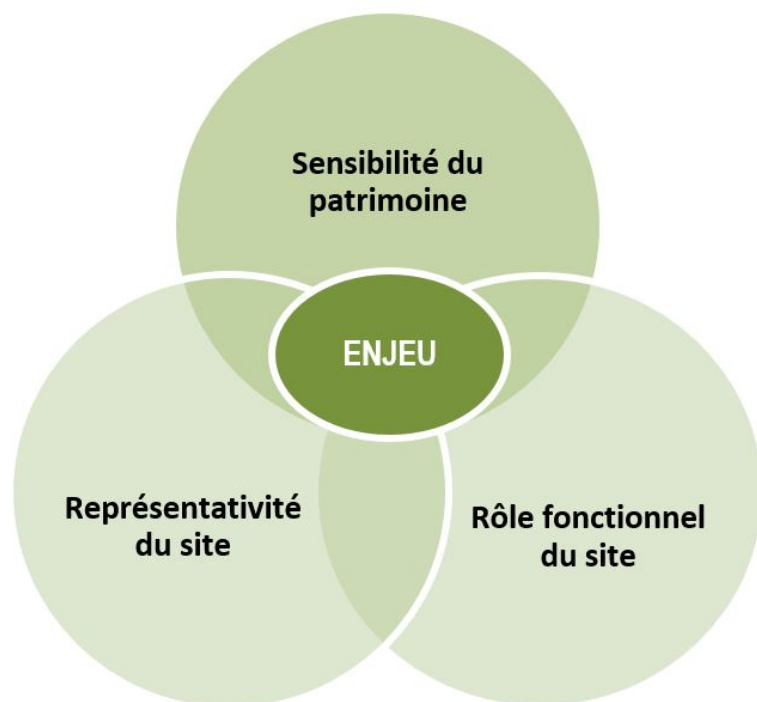 Sensibilité du
patrimoine
ENJEU
Représentativité
du site
Rôle fonctionnel
du site